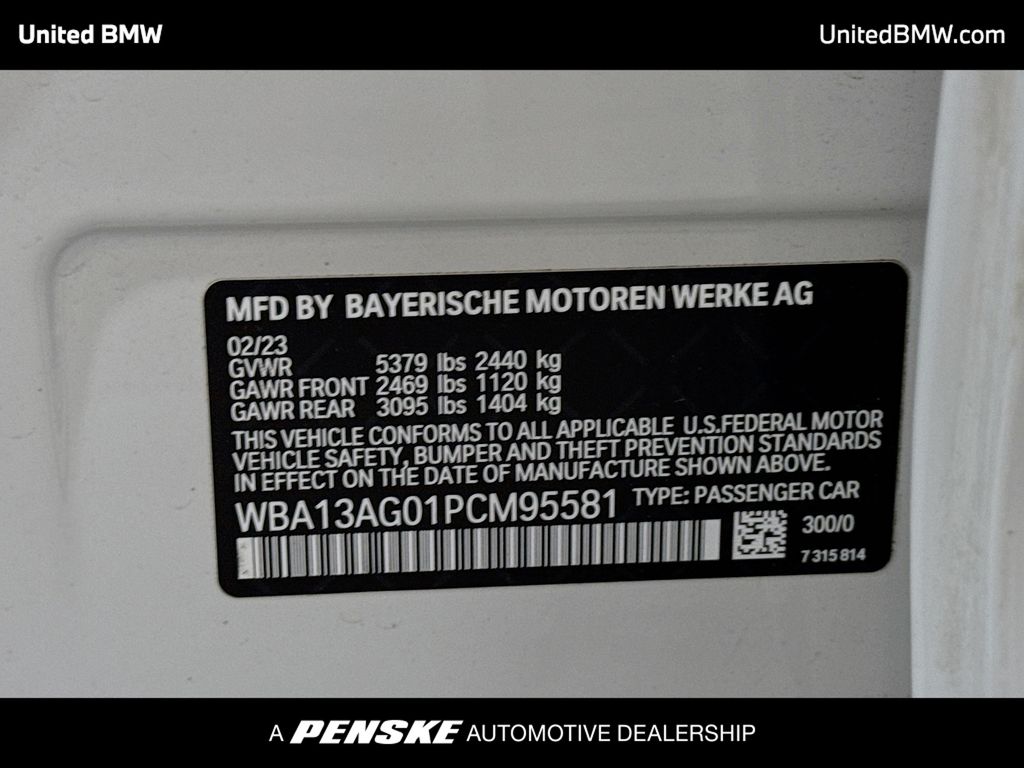 United BMW
UnitedBMW.com
MFD BY BAYERISCHE MOTOREN WERKE AG
02/23
GVWR 5379 lbs 2440 kg
GAWR FRONT 2469 lbs 1120 kg
GAWR REAR 3095 lbs 1404 kg
THIS VEHICLE CONFORMS TO ALL APPLICABLE U.S.FEDERAL MOTOR
VEHICLE SAFETY, BUMPER AND THEFT PREVENTION STANDARDS
IN EFFECT ON THE DATE OF MANUFACTURE SHOWN ABOVE.
WBA13AG01PCM95581 TYPE: PASSENGER CAR
300/0
7 315 814
A PENSKE AUTOMOTIVE DEALERSHIP